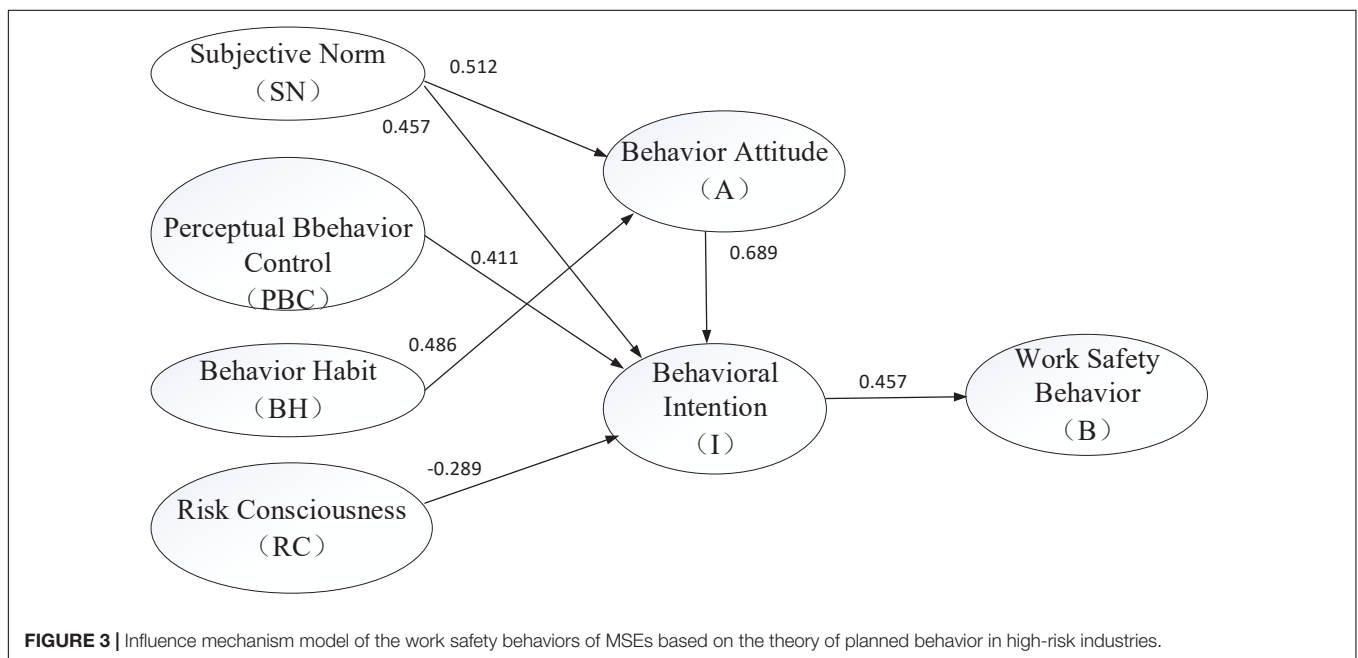 Subjective Norm
（SN）
0.512
0.457
Behavior Attitude
（A）
Perceptual Bbehavior
Control
（PBC）
0.411
0.689
0.486
Behavior Habit
（BH）
Behavioral
Intention
（I）
0.457
Work Safety
Behavior
（B）
-0.289
Risk Consciousness
（RC）
FIGURE 3 | Influence mechanism model of the work safety behaviors of MSEs based on the theory of planned behavior in high-risk industries.